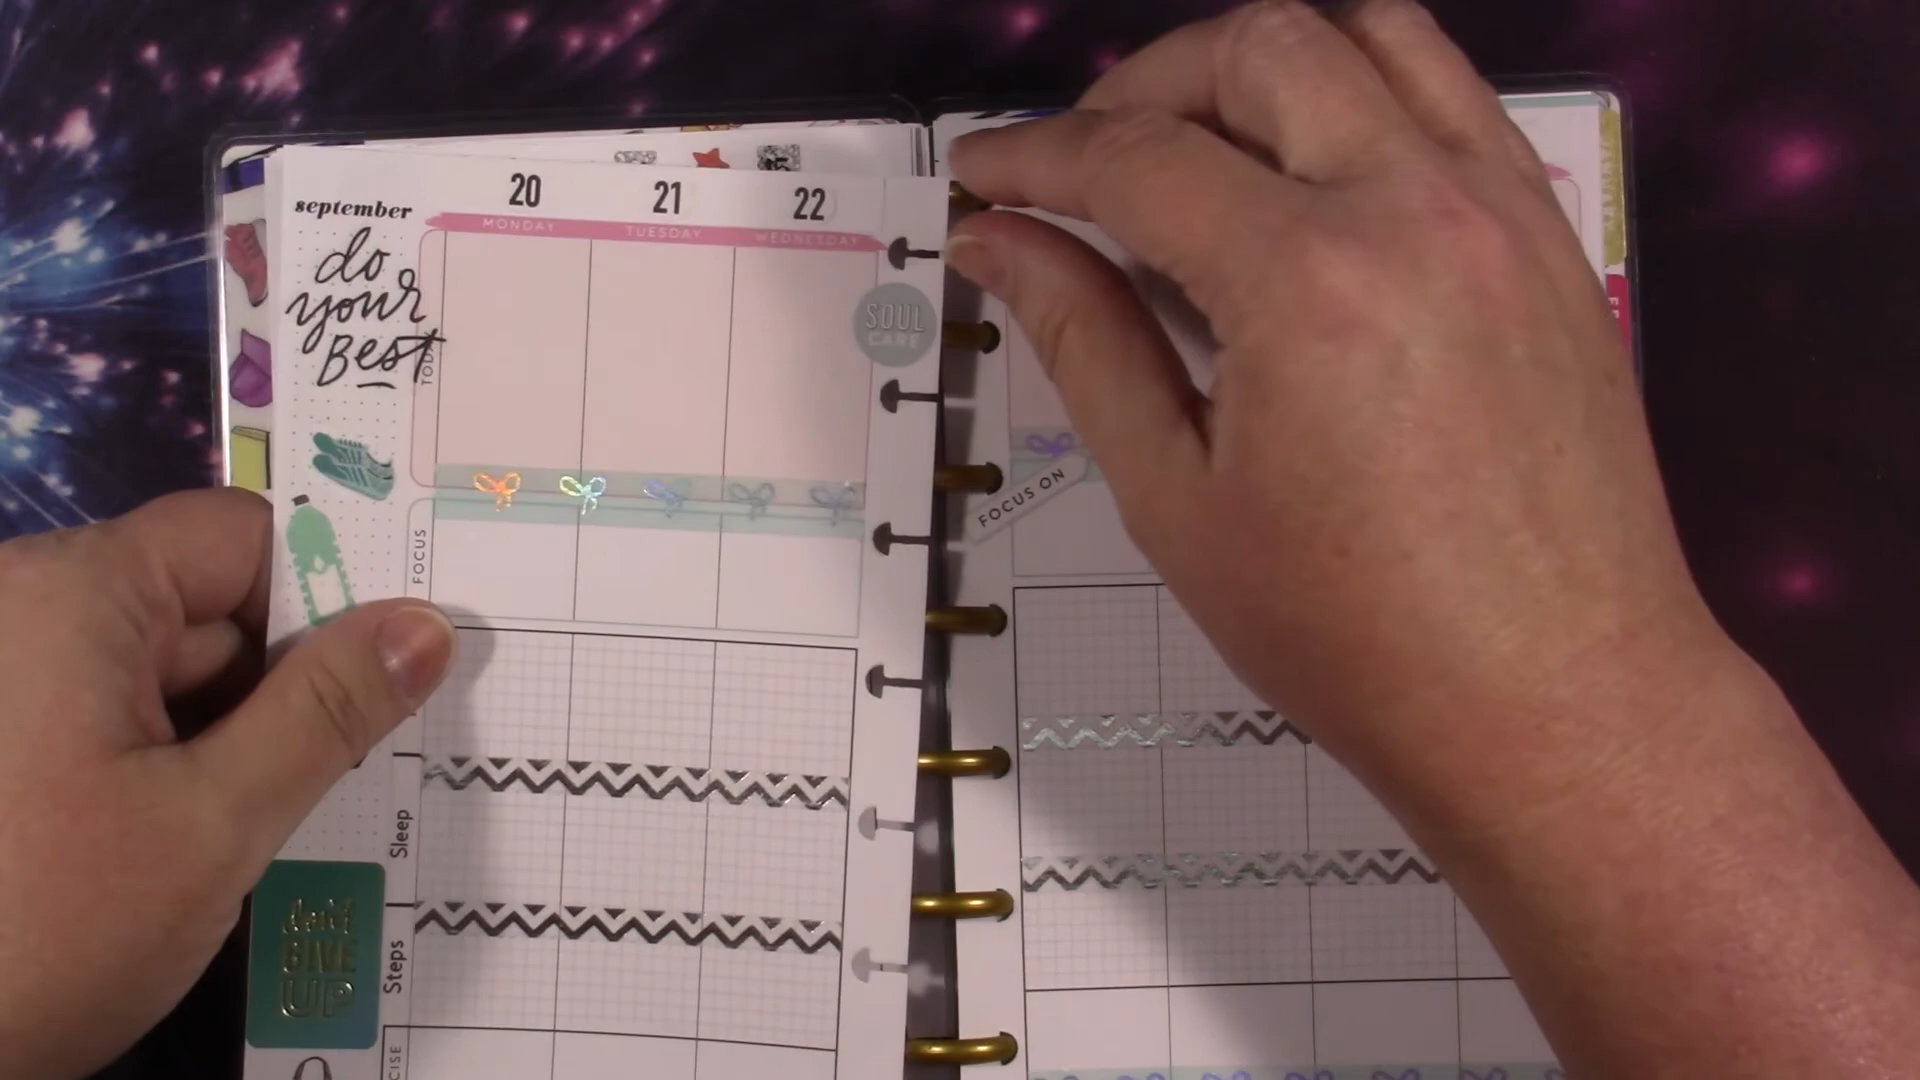 20 21 22
september
MONDAY TUESDAY WEDNESDAY
do
your
Best
TODAY
SOUL
CARE
FOCUS ON
FOCUS
Sleep
Steps
don't
GIVE
UP